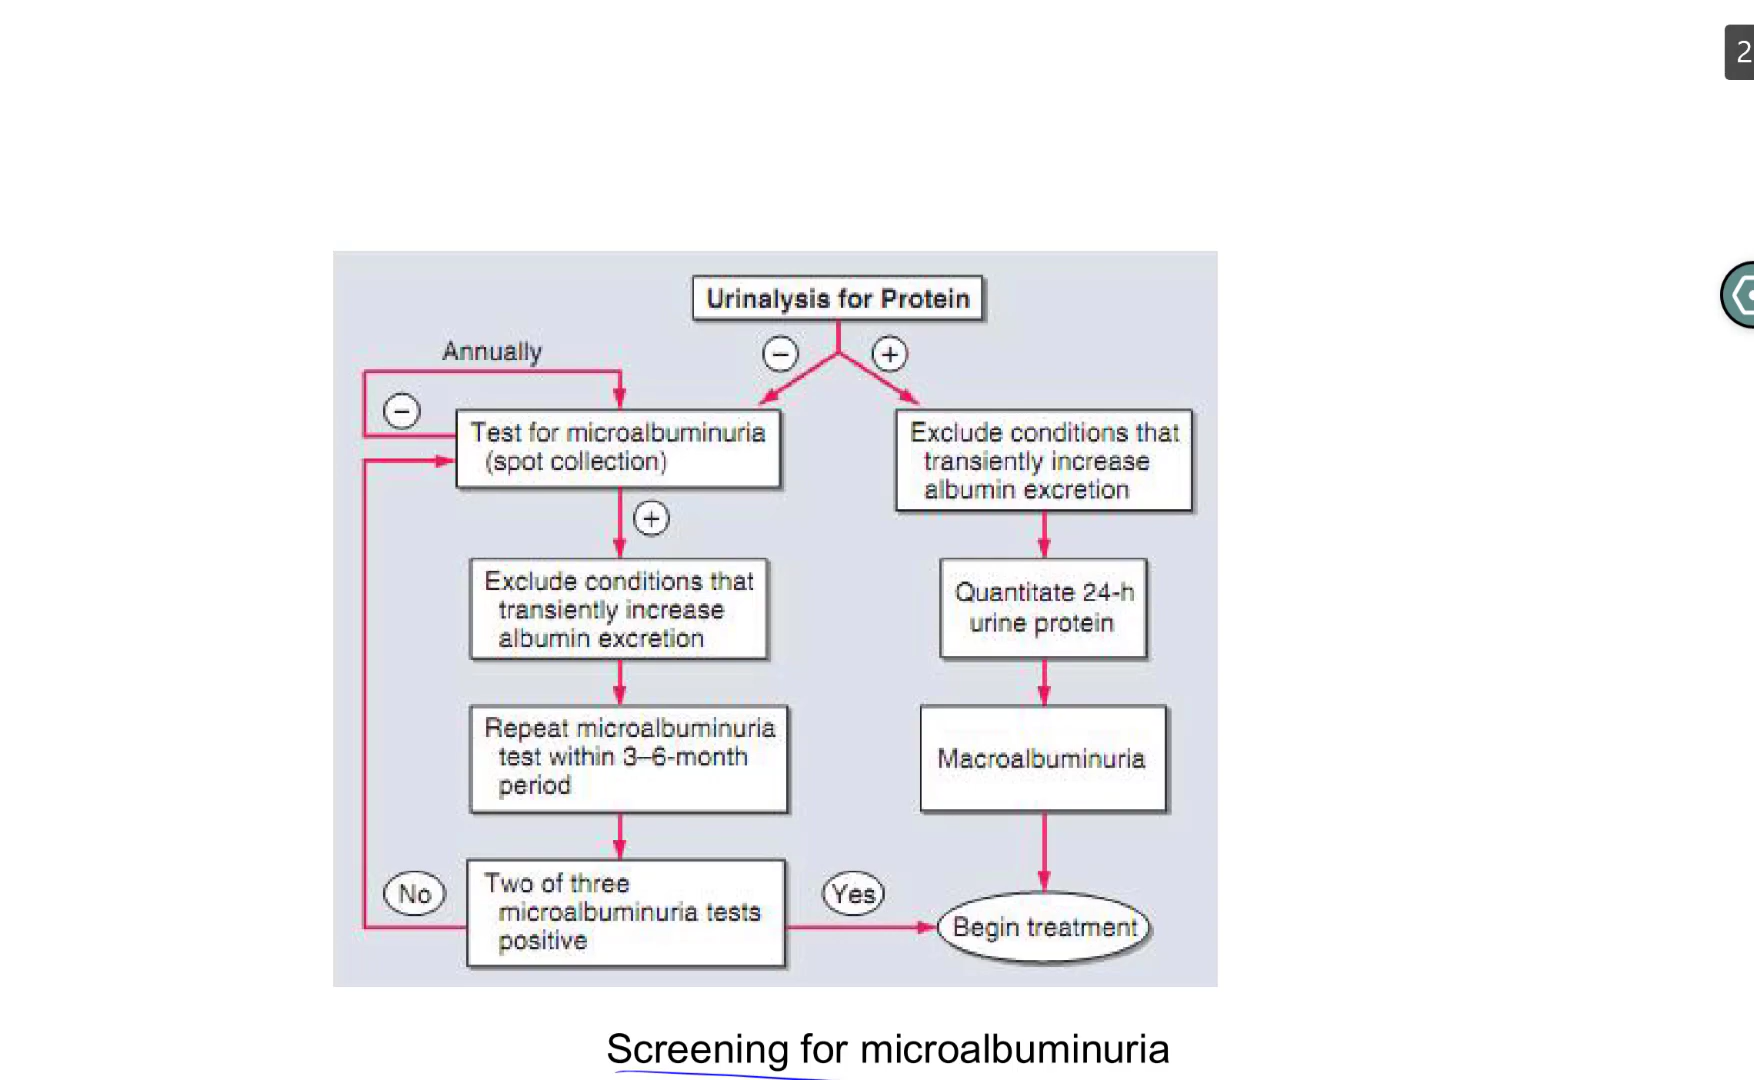 2
Urinalysis for Protein
−
+
Annually
−
Test for microalbuminuria
(spot collection)
Exclude conditions that
transiently increase
albumin excretion
+
Exclude conditions that
transiently increase
albumin excretion
Quantitate 24-h
urine protein
Repeat microalbuminuria
test within 3–6-month
period
Macroalbuminuria
No
Two of three
microalbuminuria tests
positive
Yes
Begin treatment
Screening for microalbuminuria